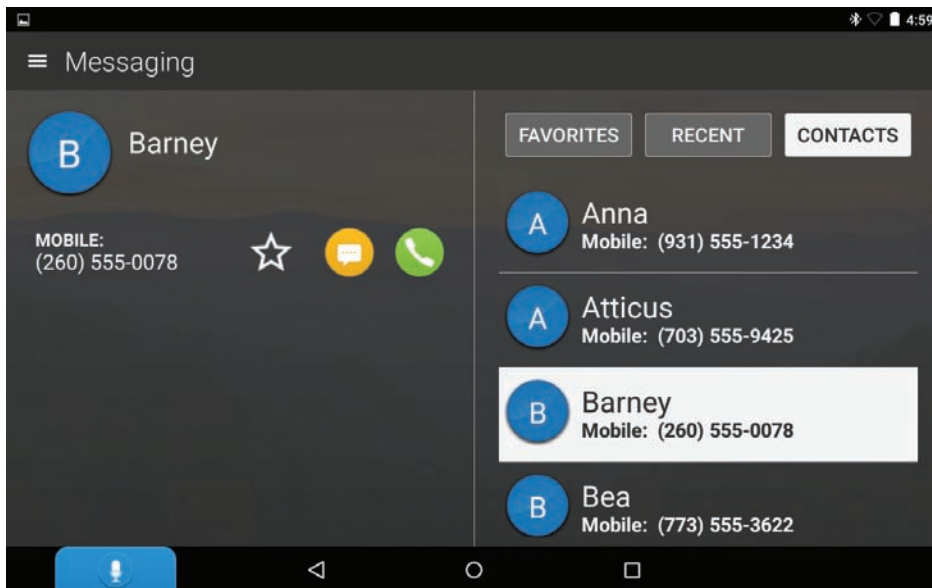 4:59
Messaging
B
Barney
MOBILE:
(260) 555-0078
FAVORITES RECENT CONTACTS
A
Anna
Mobile: (931) 555-1234
A
Atticus
Mobile: (703) 555-9425
B
Barney
Mobile: (260) 555-0078
B
Bea
Mobile: (773) 555-3622